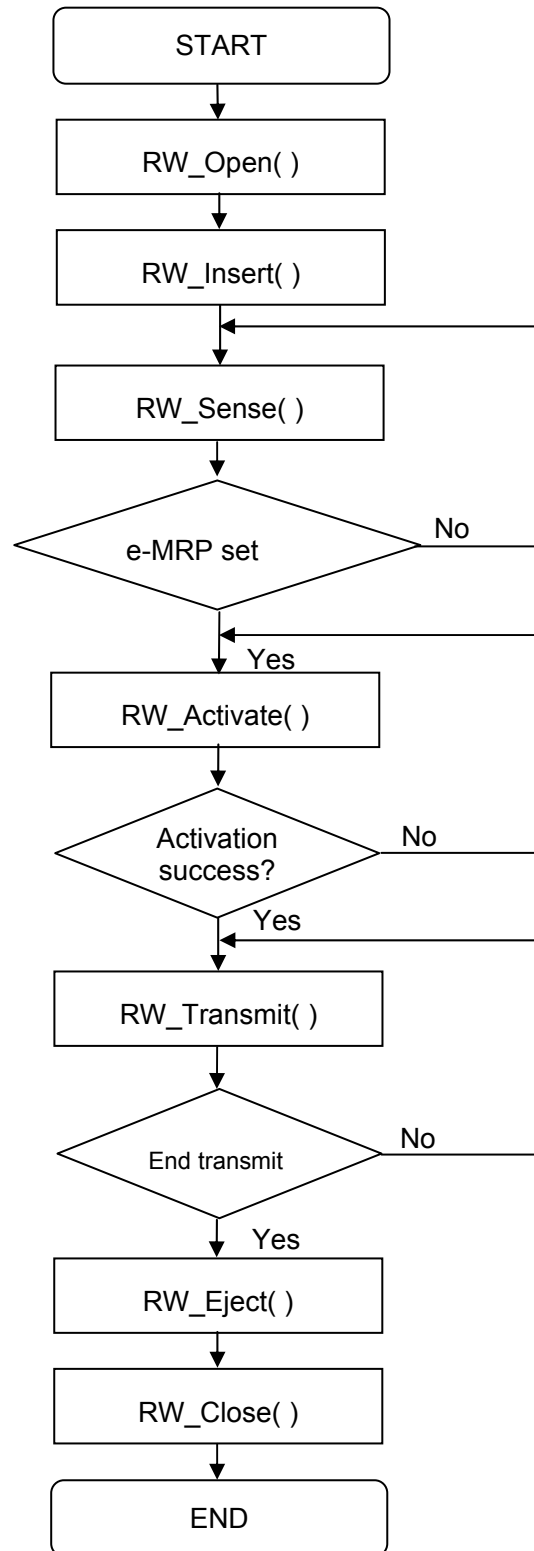 START
RW_Open( )
RW_Insert( )
RW_Sense( )
e-MRP set
No
Yes
RW_Activate( )
Activation
success?
No
Yes
RW_Transmit( )
End transmit
No
Yes
RW_Eject( )
RW_Close( )
END